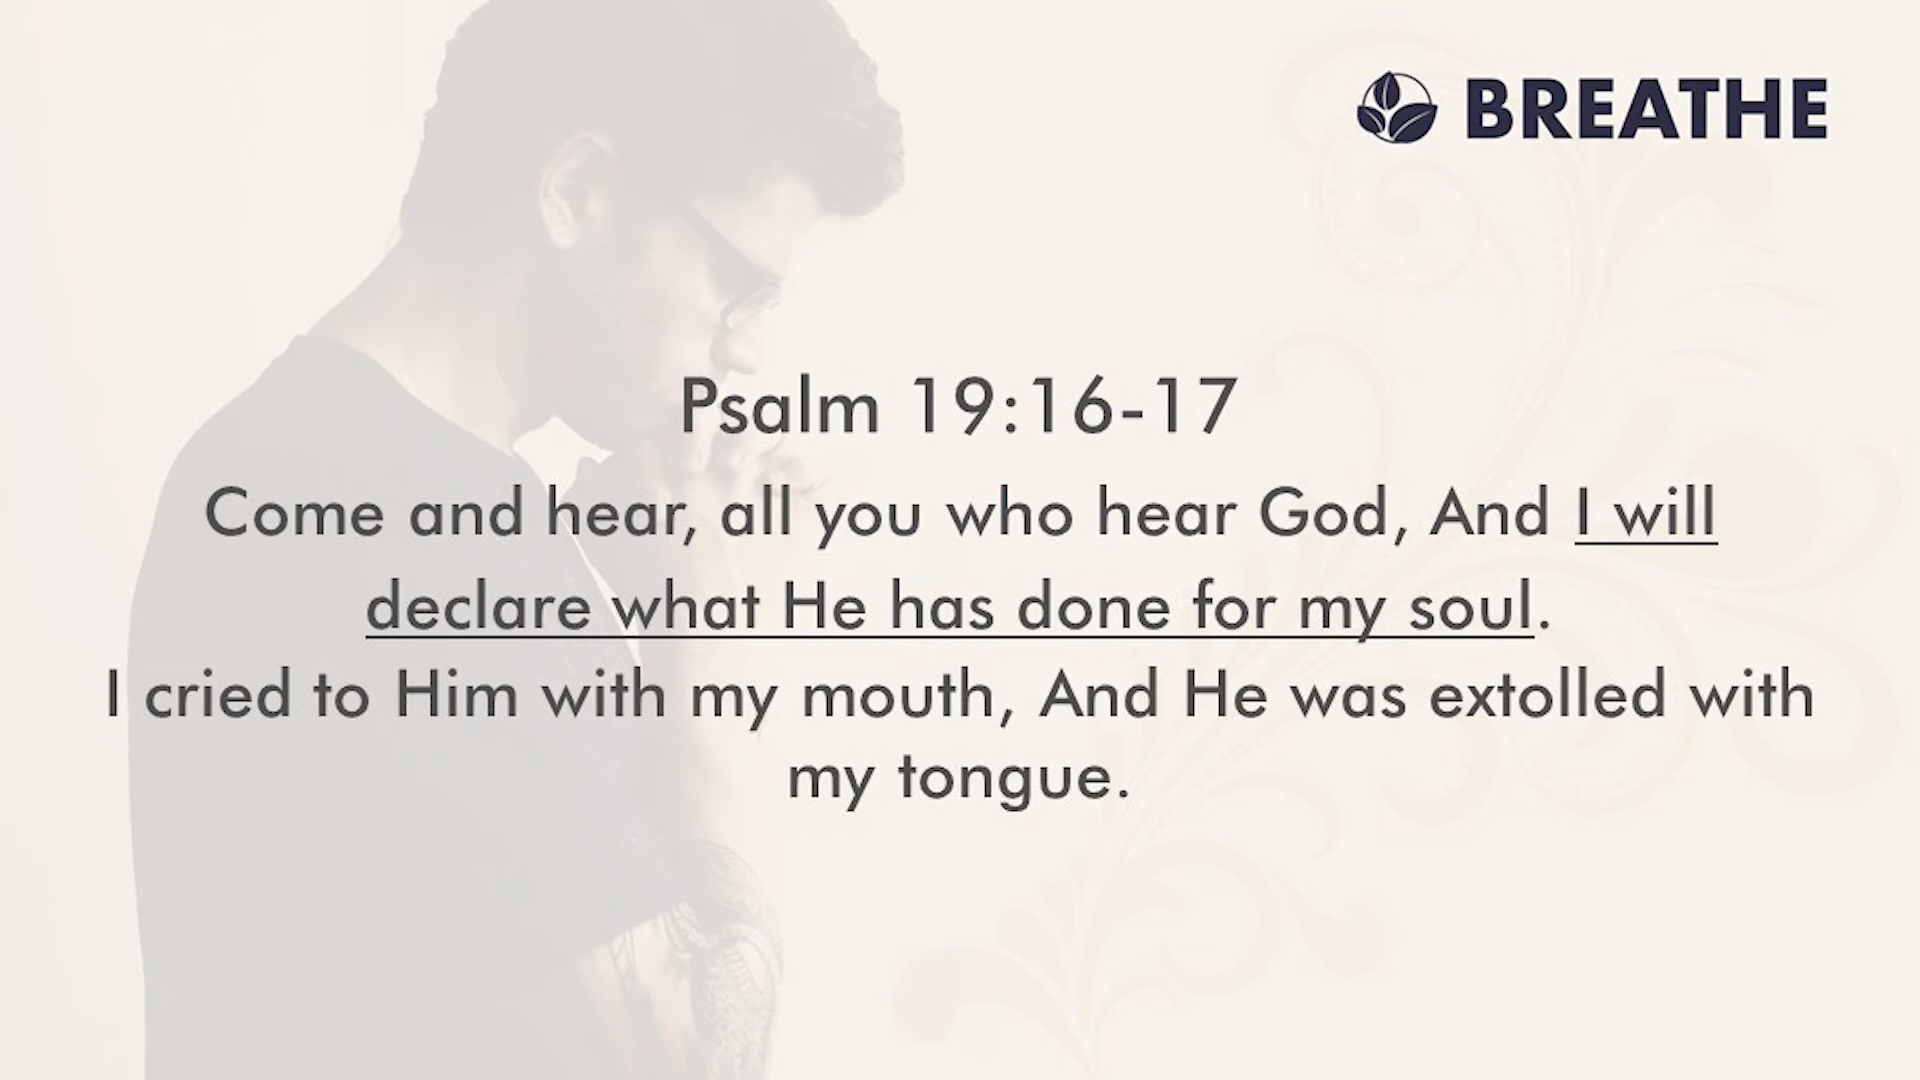 BREATHE
Psalm 19:16-17
Come and hear, all you who hear God, And I will
declare what He has done for my soul.
I cried to Him with my mouth, And He was extolled with
my tongue.